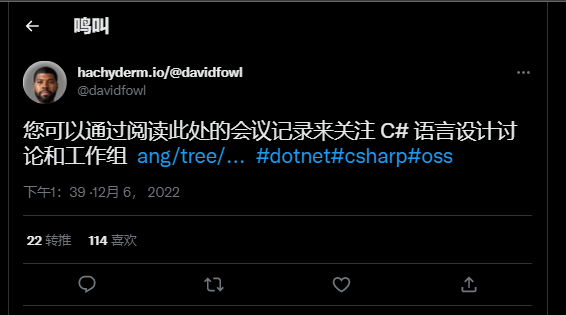 鸣叫
hachyderm.io/@davidfowl
@davidfowl
您可以通过阅读此处的会议记录来关注 C# 语言设计讨
论和工作组 ang/tree/... #dotnet#csharp#oss
下午1：39 ·12月 6， 2022
22 转推 114 喜欢